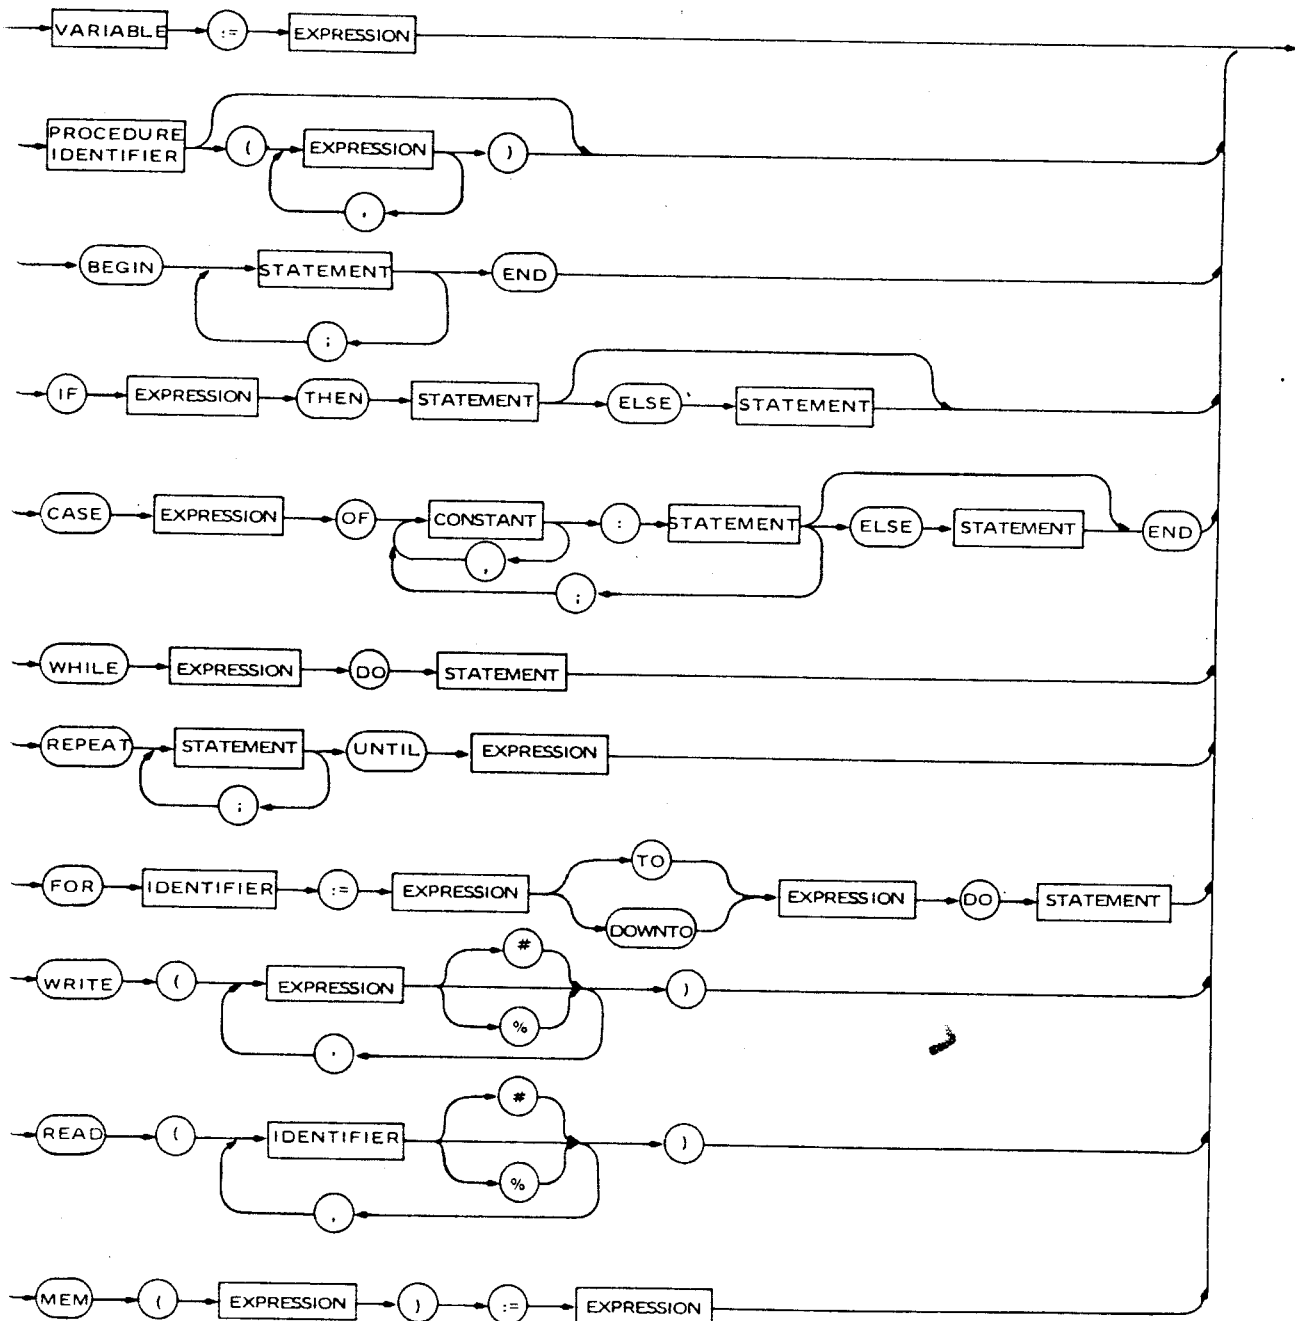 VARIABLE := EXPRESSION
PROCEDURE
IDENTIFIER ( EXPRESSION )
,
BEGIN STATEMENT END
;
IF EXPRESSION THEN STATEMENT ELSE STATEMENT
CASE EXPRESSION OF CONSTANT : STATEMENT ELSE STATEMENT END
,
;
WHILE EXPRESSION DO STATEMENT
REPEAT STATEMENT UNTIL EXPRESSION
;
TO
FOR IDENTIFIER := EXPRESSION EXPRESSION DO STATEMENT
DOWNTO
#
WRITE ( EXPRESSION )
%
,
#
READ ( IDENTIFIER )
%
,
MEM ( EXPRESSION ) := EXPRESSION